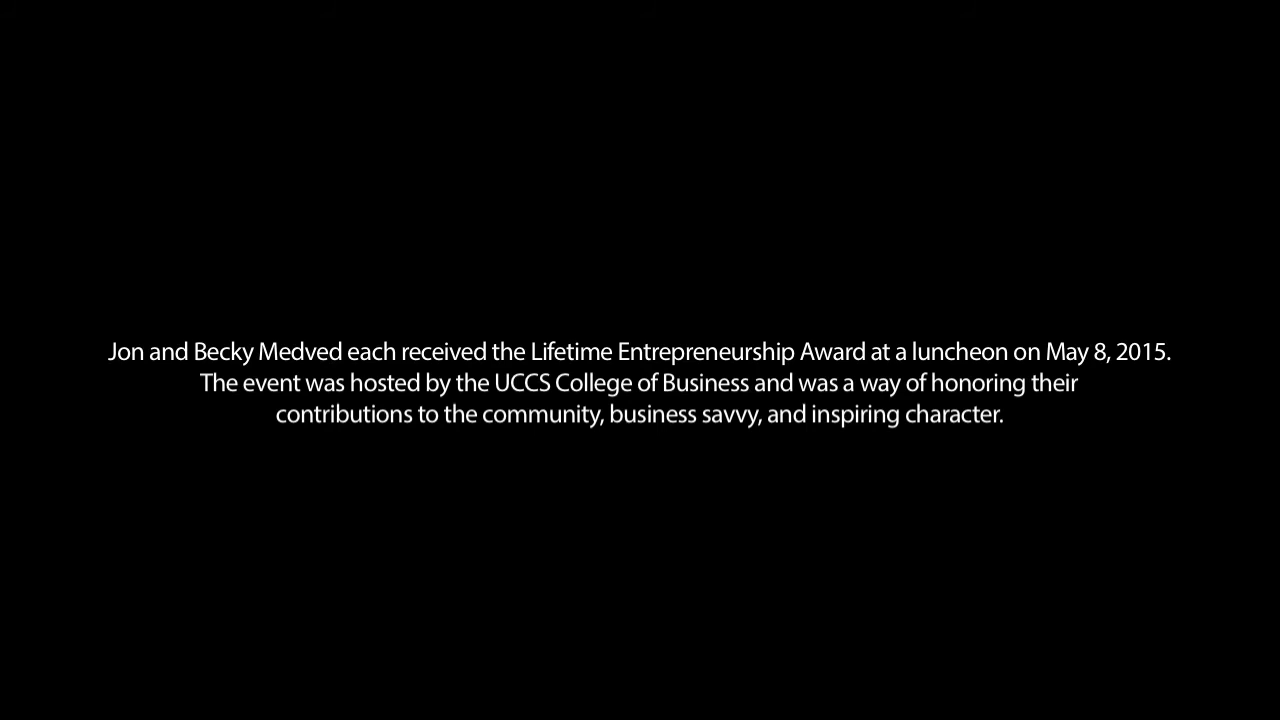 Jon and Becky Medved each received the Lifetime Entrepreneurship Award at a luncheon on May 8, 2015.
The event was hosted by the UCCS College of Business and was a way of honoring their
contributions to the community, business savvy, and inspiring character.